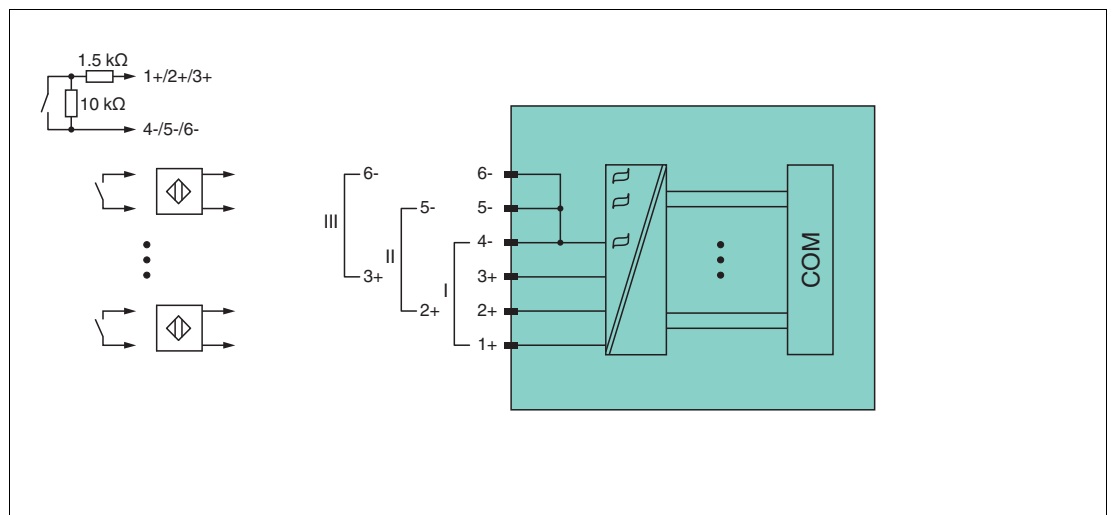 1.5 kΩ
1+/2+/3+
10 kΩ
4-/5-/6-
6-
6-
5-
5-
III
4-
II
3+
3+
I
2+
2+
1+
COM